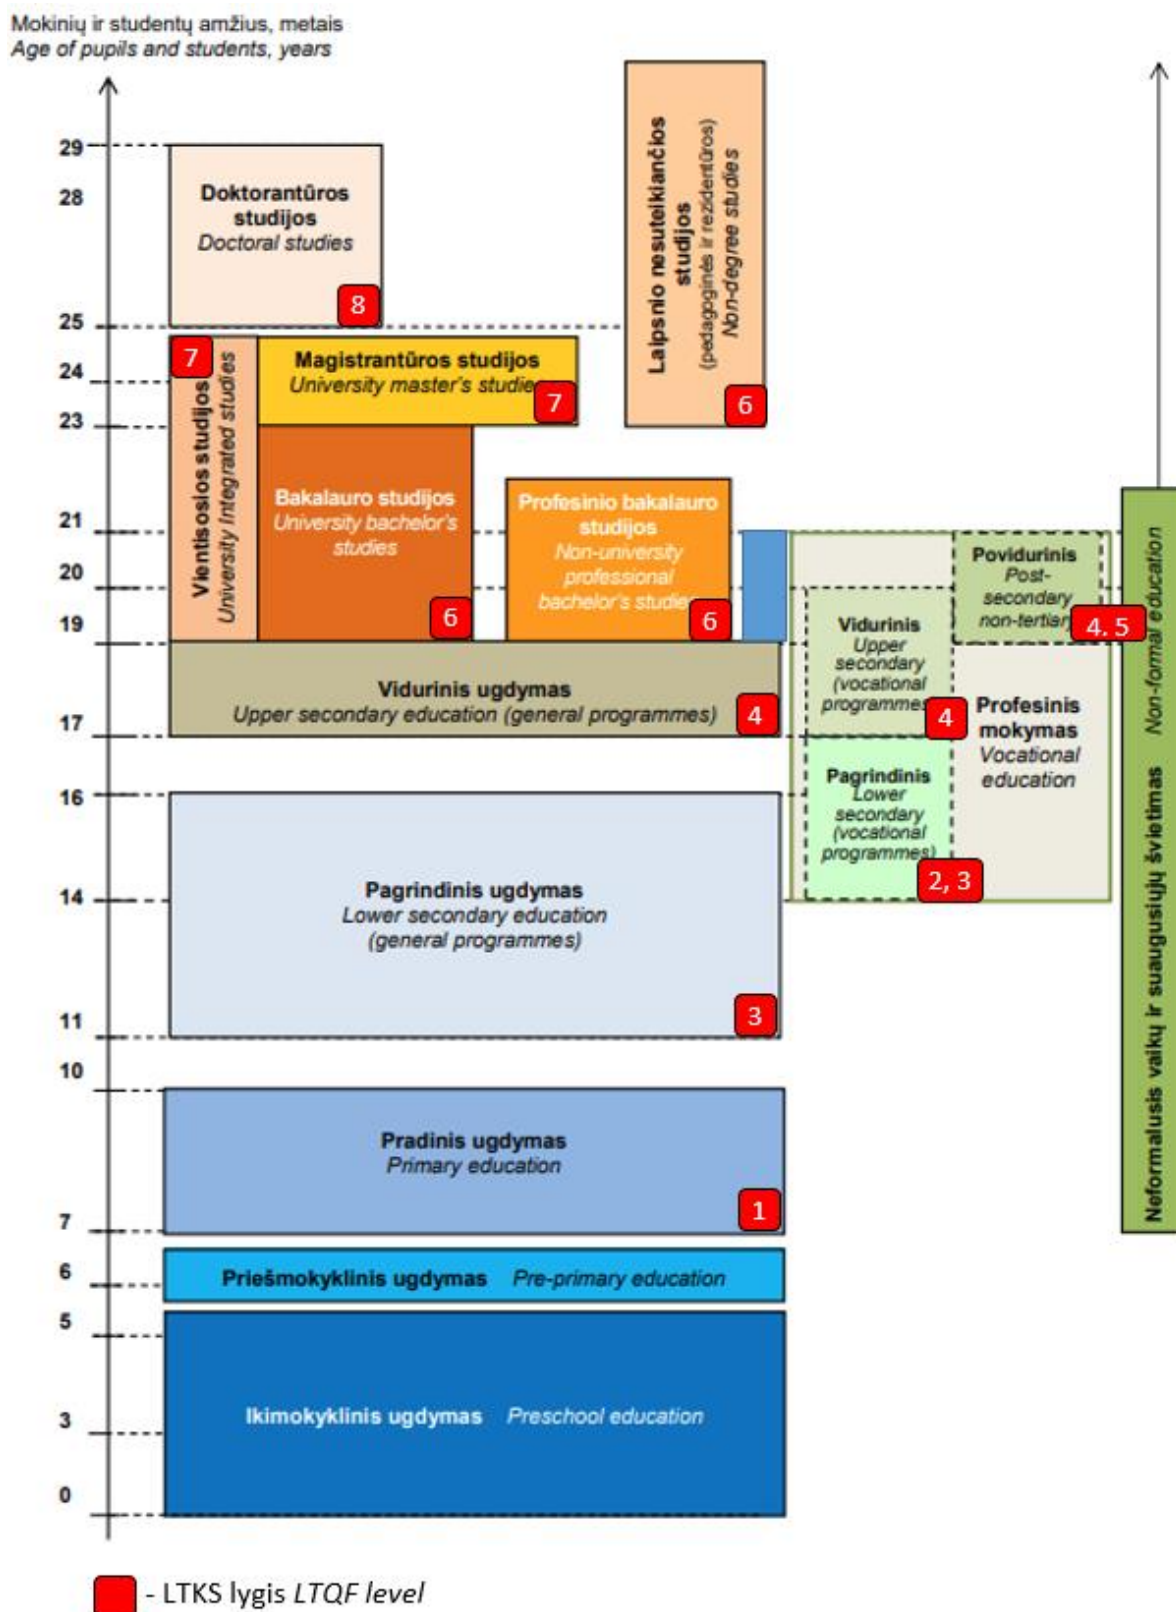 Mokinių ir studentų amžius, metais
Age of pupils and students, years
29
28
25
24
23
21
20
19
17
16
14
11
10
7
6
5
3
0
Doktorantūros
studijos
Doctoral studies
8
Laipsnio nesuteikiančios
studijos
(pedagoginės ir rezidentūros)
Non-degree studies
6
7
Vientisosios studijos
University Integrated studies
Magistrantūros studijos
University master's studie
7
Bakalauro studijos
University bachelor's
studies
6
Profesinio bakalauro
studijos
Non-university
professional
bachelor's studies
6
Povidurinis
Post-
secondary
non-tertiary
4, 5
Vidurinis
Upper
secondary
(vocational
programmes)
4
Profesinis
mokymas
Vocational
education
Pagrindinis
Lower
secondary
(vocational
programmes)
2, 3
Vidurinis ugdymas
Upper secondary education (general programmes)
4
Pagrindinis ugdymas
Lower secondary education
(general programmes)
3
Pradinis ugdymas
Primary education
1
Priešmokyklinis ugdymas Pre-primary education
Ikimokyklinis ugdymas Preschool education
Neformalusis vaikų ir suaugusiųjų švietimas Non-formal education
- LTKS lygis LTQF level